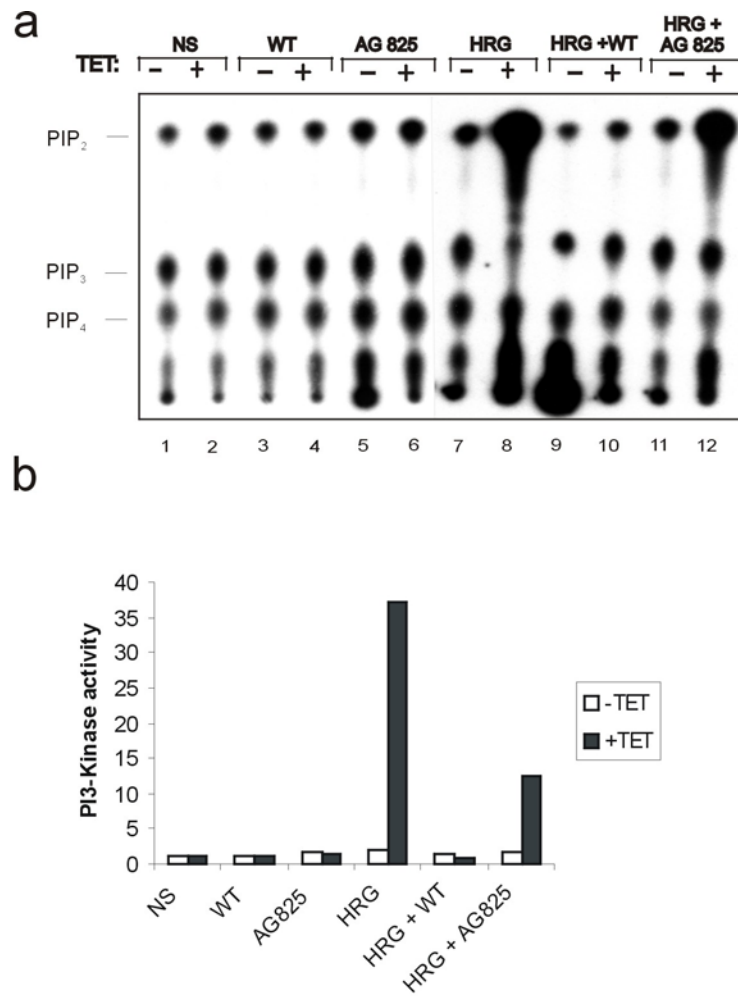 a
NS WT AG 825 HRG HRG +WT HRG + AG 825
TET: − + − + − + − + − + − +
PIP2
PIP3
PIP4
1 2 3 4 5 6 7 8 9 10 11 12
b
PI3-Kinase activity
40
35
30
25
20
15
10
5
0
-TET
+TET
NS WT AG825 HRG HRG + WT HRG + AG825